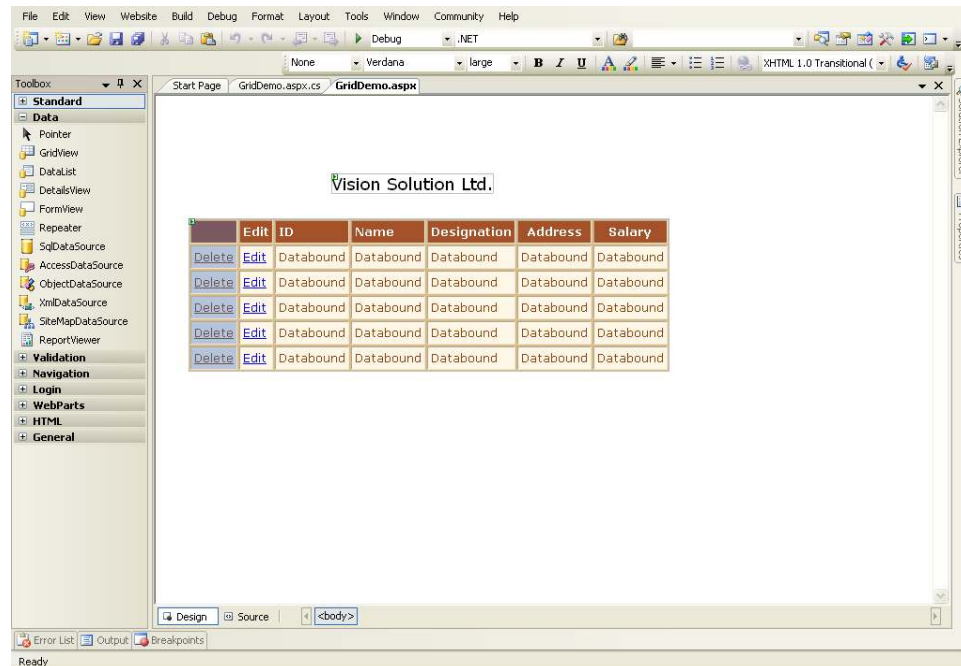 File Edit View Website Build Debug Format Layout Tools Window Community Help
Debug .NET
None Verdana large B I U A XHTML 1.0 Transitional (
Toolbox
Start Page GridDemo.aspx.cs GridDemo.aspx
Standard
Data
Pointer
GridView
DataList
DetailsView
FormView
Repeater
SqlDataSource
AccessDataSource
ObjectDataSource
XmlDataSource
SiteMapDataSource
ReportViewer
Validation
Navigation
Login
WebParts
HTML
General
Vision Solution Ltd.
Edit ID Name Designation Address Salary
Delete Edit Databound Databound Databound Databound Databound
Delete Edit Databound Databound Databound Databound Databound
Delete Edit Databound Databound Databound Databound Databound
Delete Edit Databound Databound Databound Databound Databound
Delete Edit Databound Databound Databound Databound Databound
Design Source <body>
Error List Output Breakpoints
Ready